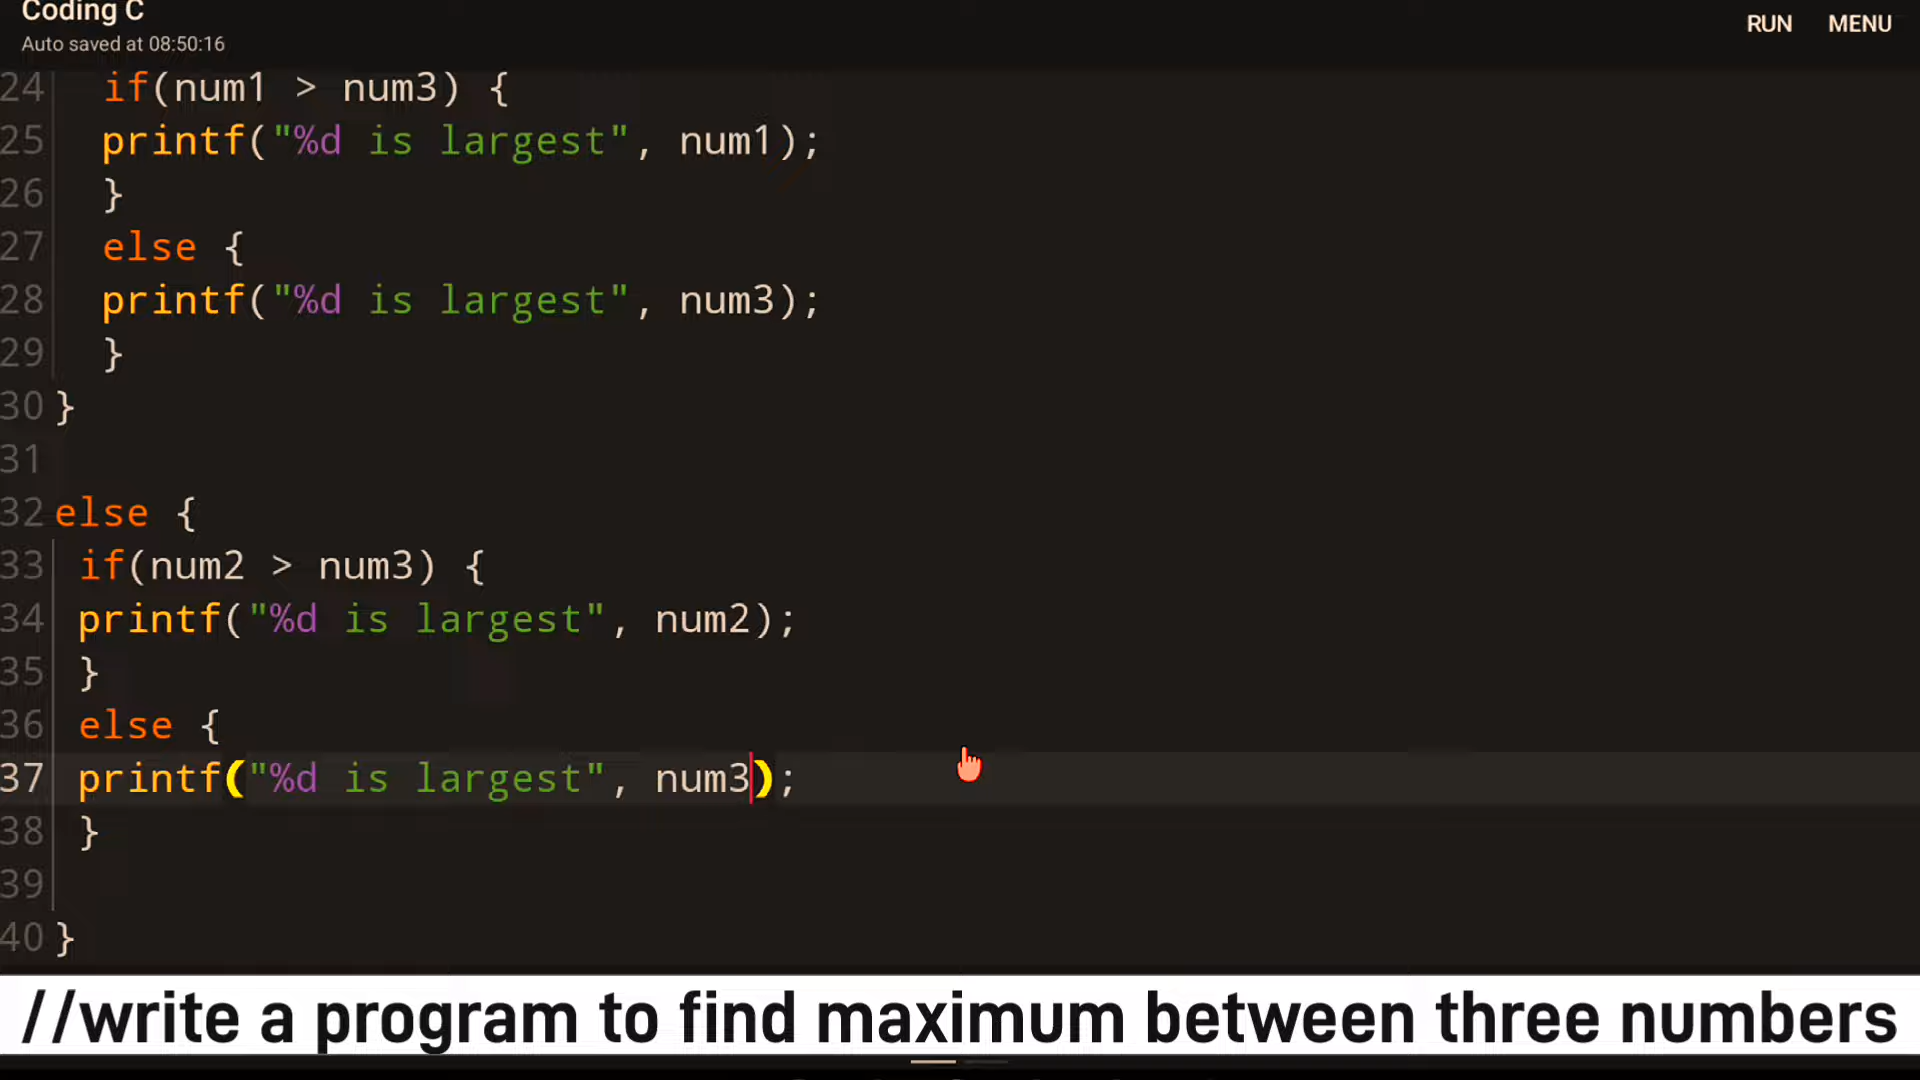 Coding C
Auto saved at 08:50:16
RUN MENU
24 if(num1 > num3) {
25 printf("%d is largest", num1);
26 }
27 else {
28 printf("%d is largest", num3);
29 }
30 }
31
32 else {
33 if(num2 > num3) {
34 printf("%d is largest", num2);
35 }
36 else {
37 printf("%d is largest", num3);
38 }
39
40 }
//write a program to find maximum between three numbers